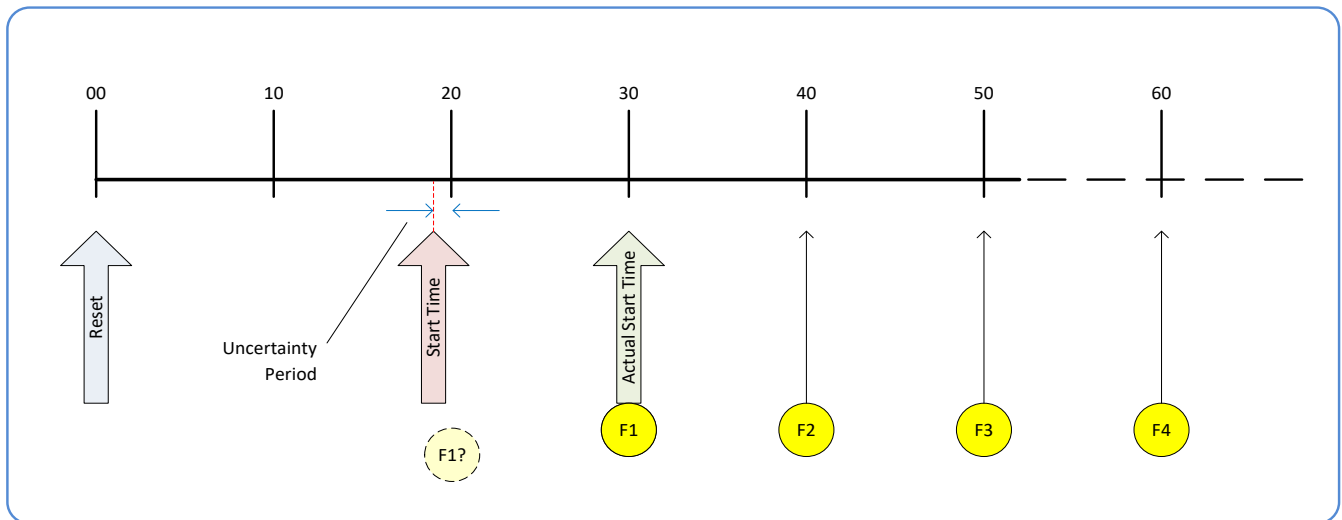 00
10
20
30
40
50
60
Reset
Start Time
Actual Start Time
Uncertainty
Period
F1?
F1
F2
F3
F4